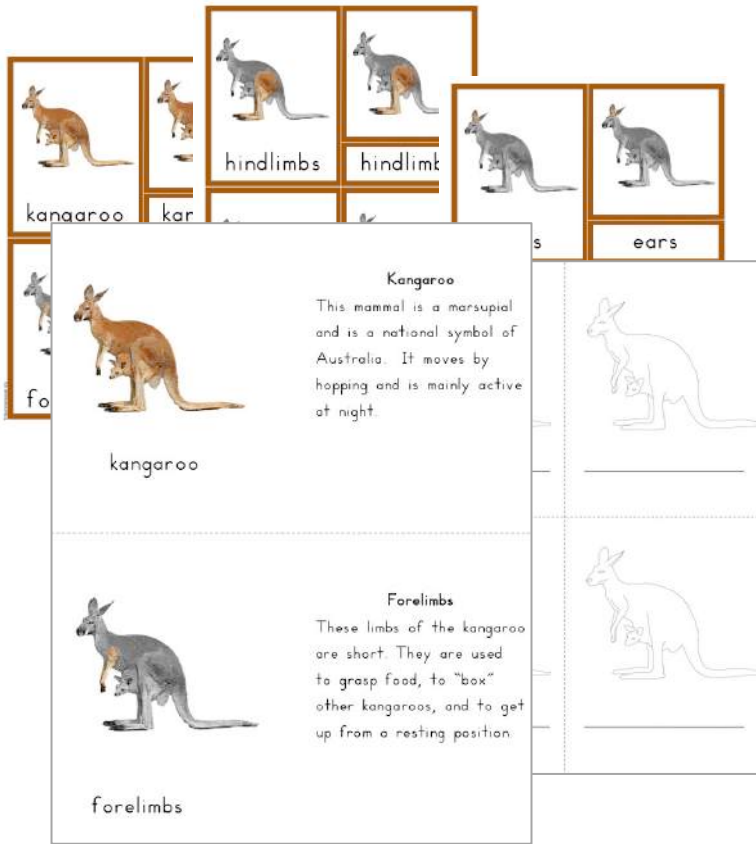 hindlimbs
hindlimb
kangaroo
kan
s
ears
fo
Kangaroo
This mammal is a marsupial
and is a national symbol of
Australia. It moves by
hopping and is mainly active
at night.
kangaroo
Forelimbs
These limbs of the kangaroo
are short. They are used
to grasp food, to “box”
other kangaroos, and to get
up from a resting position
forelimbs